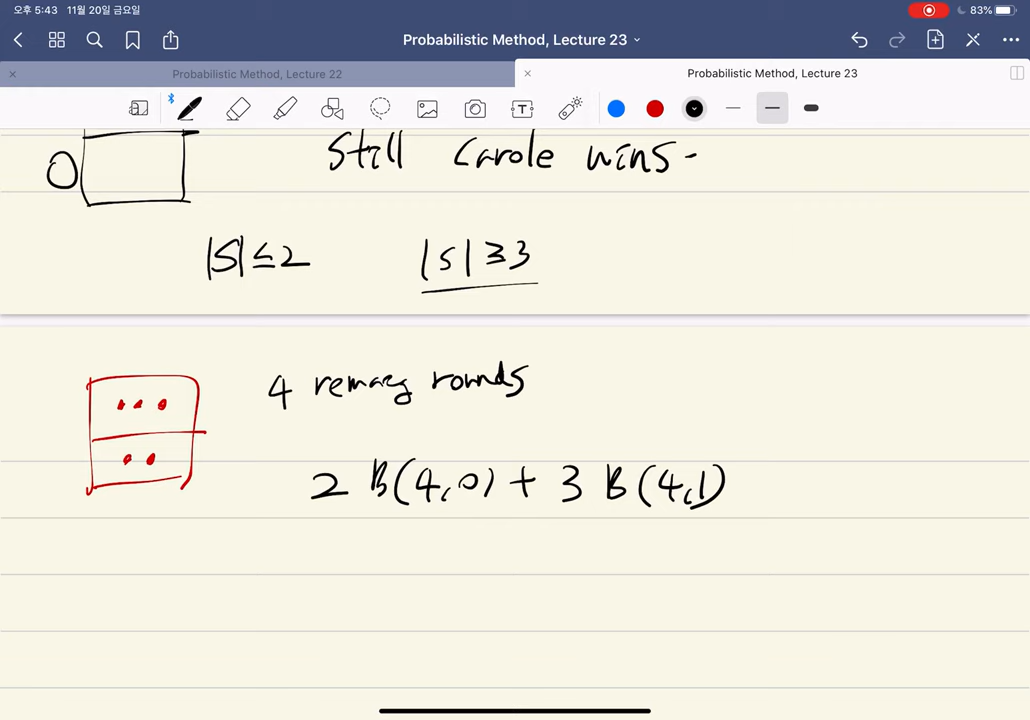 오후 5:43 11월 20일 금요일 83%
Probabilistic Method, Lecture 23
Probabilistic Method, Lecture 22 Probabilistic Method, Lecture 23
T
Still Carole wins.
0
|S| ≤ 2 |S| ≥ 3
4 remaing rounds
2 B(4,0) + 3 B(4,1)